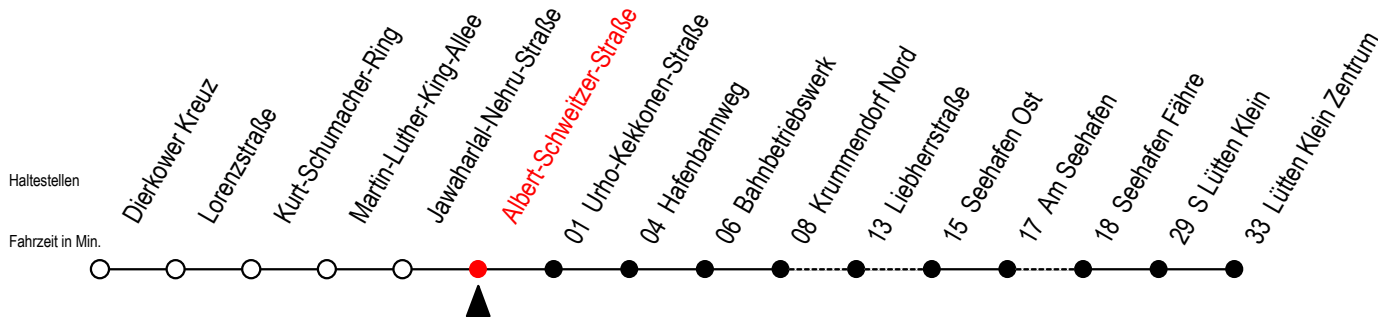 Haltestellen
Fahrzeit in Min.
Dierkower Kreuz
Lorenzstraße
Kurt-Schumacher-Ring
Martin-Luther-King-Allee
Jawaharlal-Nehru-Straße
Albert-Schweitzer-Straße
01 Urho-Kekkonen-Straße
04 Hafenbahnweg
06 Bahnbetriebswerk
08 Krummendorf Nord
13 Liebherrstraße
15 Seehafen Ost
17 Am Seehafen
18 Seehafen Fähre
29 S Lütten Klein
33 Lütten Klein Zentrum